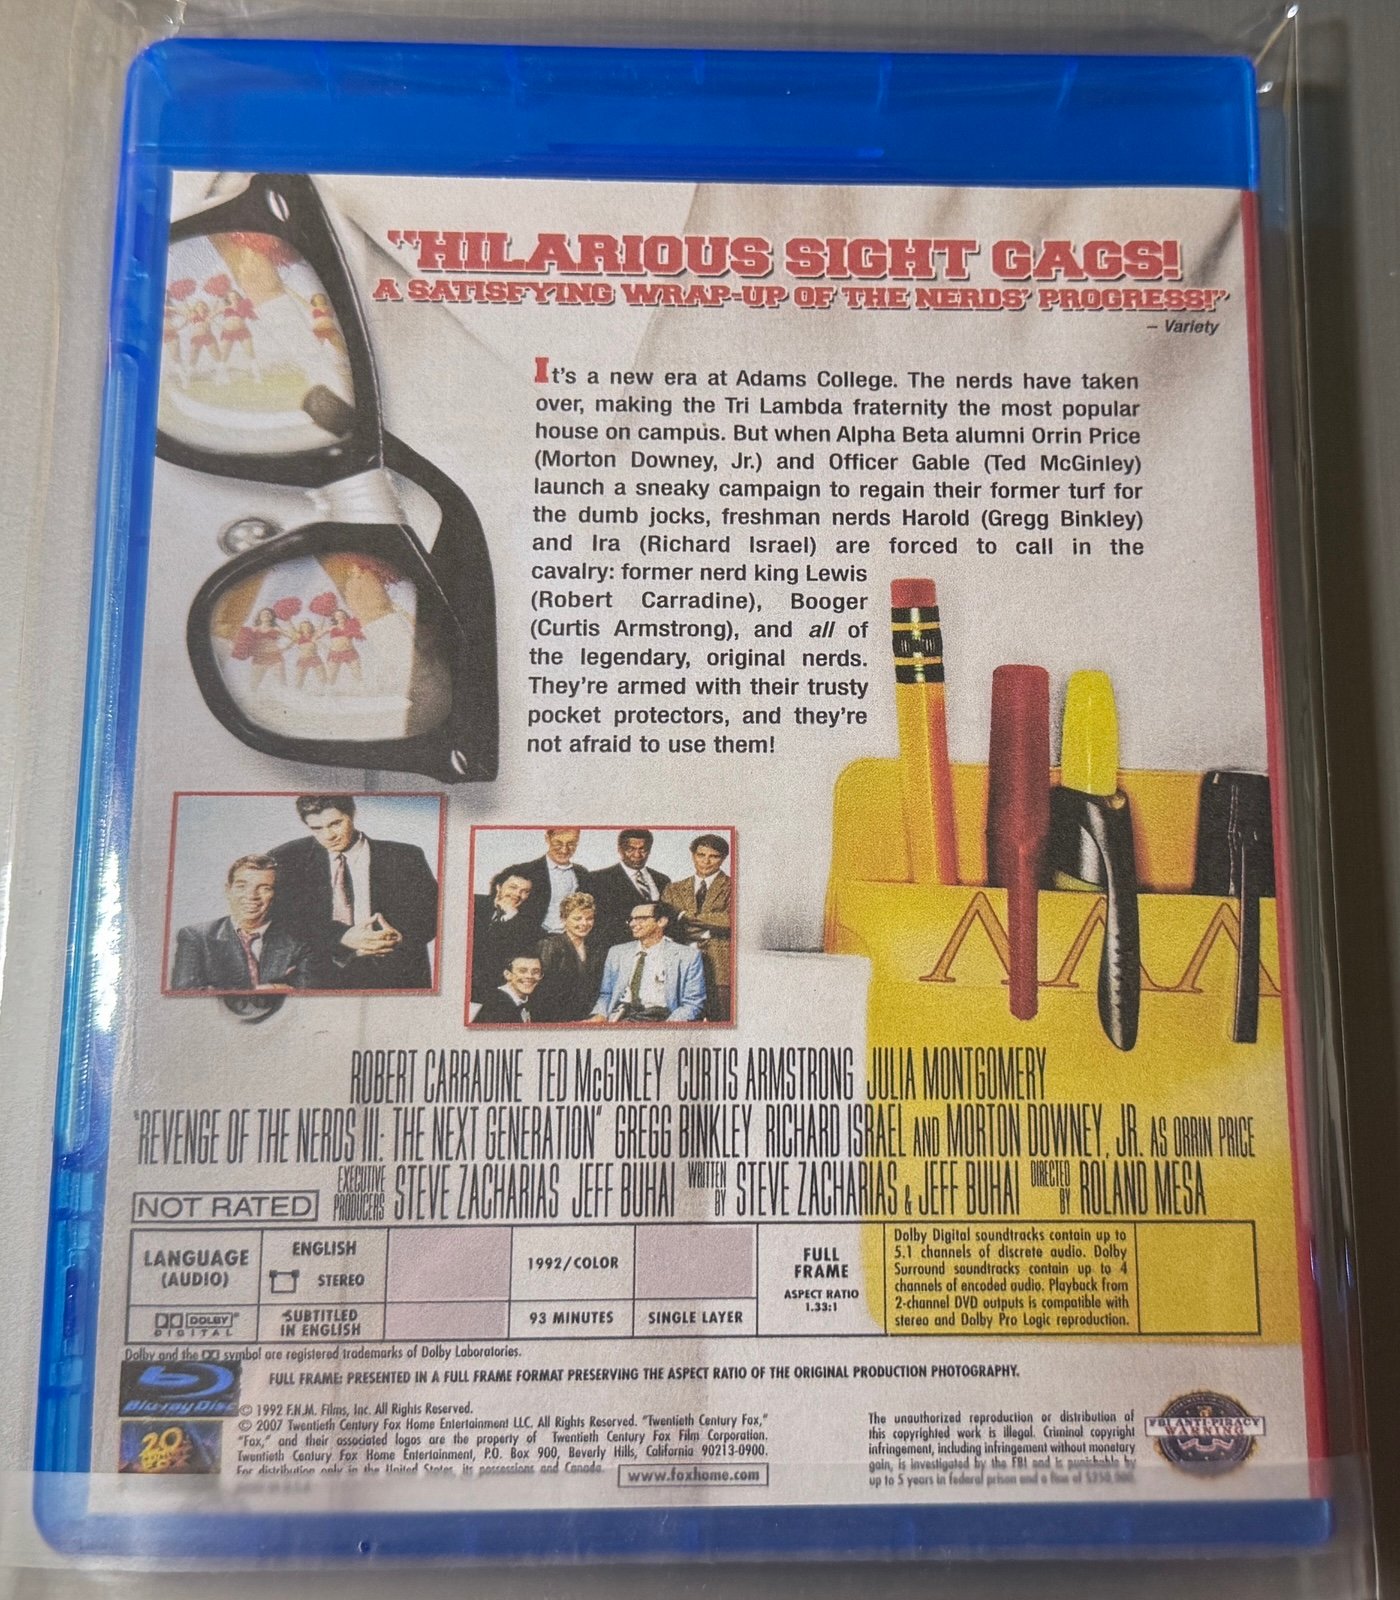 "HILARIOUS SIGHT GAGS!
A SATISFYING WRAP-UP OF THE NERDS' PROGRESS!"
– Variety
It's a new era at Adams College. The nerds have taken
over, making the Tri Lambda fraternity the most popular
house on campus. But when Alpha Beta alumni Orrin Price
(Morton Downey, Jr.) and Officer Gable (Ted McGinley)
launch a sneaky campaign to regain their former turf for
the dumb jocks, freshman nerds Harold (Gregg Binkley)
and Ira (Richard Israel) are forced to call in the
cavalry: former nerd king Lewis
(Robert Carradine), Booger
(Curtis Armstrong), and all of
the legendary, original nerds.
They're armed with their trusty
pocket protectors, and they're
not afraid to use them!
ΛΛΛ
ROBERT CARRADINE TED McGINLEY CURTIS ARMSTRONG JULIA MONTGOMERY
"REVENGE OF THE NERDS III: THE NEXT GENERATION" GREGG BINKLEY RICHARD ISRAEL AND MORTON DOWNEY, JR. AS ORRIN PRICE
EXECUTIVE PRODUCERS STEVE ZACHARIAS JEFF BUHAI WRITTEN BY STEVE ZACHARIAS & JEFF BUHAI DIRECTED BY ROLAND MESA
NOT RATED
LANGUAGE
(AUDIO)
ENGLISH
STEREO
1992/COLOR
FULL
FRAME
ASPECT RATIO
1.33:1
Dolby Digital soundtracks contain up to
5.1 channels of discrete audio. Dolby
Surround soundtracks contain up to 4
channels of encoded audio. Playback from
2-channel DVD outputs is compatible with
stereo and Dolby Pro Logic reproduction.
DOLBY
DIGITAL
SUBTITLED
IN ENGLISH
93 MINUTES
SINGLE LAYER
Dolby and the symbol are registered trademarks of Dolby Laboratories.
FULL FRAME: PRESENTED IN A FULL FRAME FORMAT PRESERVING THE ASPECT RATIO OF THE ORIGINAL PRODUCTION PHOTOGRAPHY.
Blu-ray Disc
20
© 1992 F.N.M. Films, Inc. All Rights Reserved.
© 2007 Twentieth Century Fox Home Entertainment LLC. All Rights Reserved. "Twentieth Century Fox,"
"Fox," and their associated logos are the property of Twentieth Century Fox Film Corporation.
Twentieth Century Fox Home Entertainment, P.O. Box 900, Beverly Hills, California 90213-0900.
For distribution only in the United States, its possessions and Canada.
www.foxhome.com
The unauthorized reproduction or distribution of
this copyrighted work is illegal. Criminal copyright
infringement, including infringement without monetary
gain, is investigated by the FBI and is punishable by
up to 5 years in federal prison and a fine of $250,000.
FBI ANTI-PIRACY
WARNING